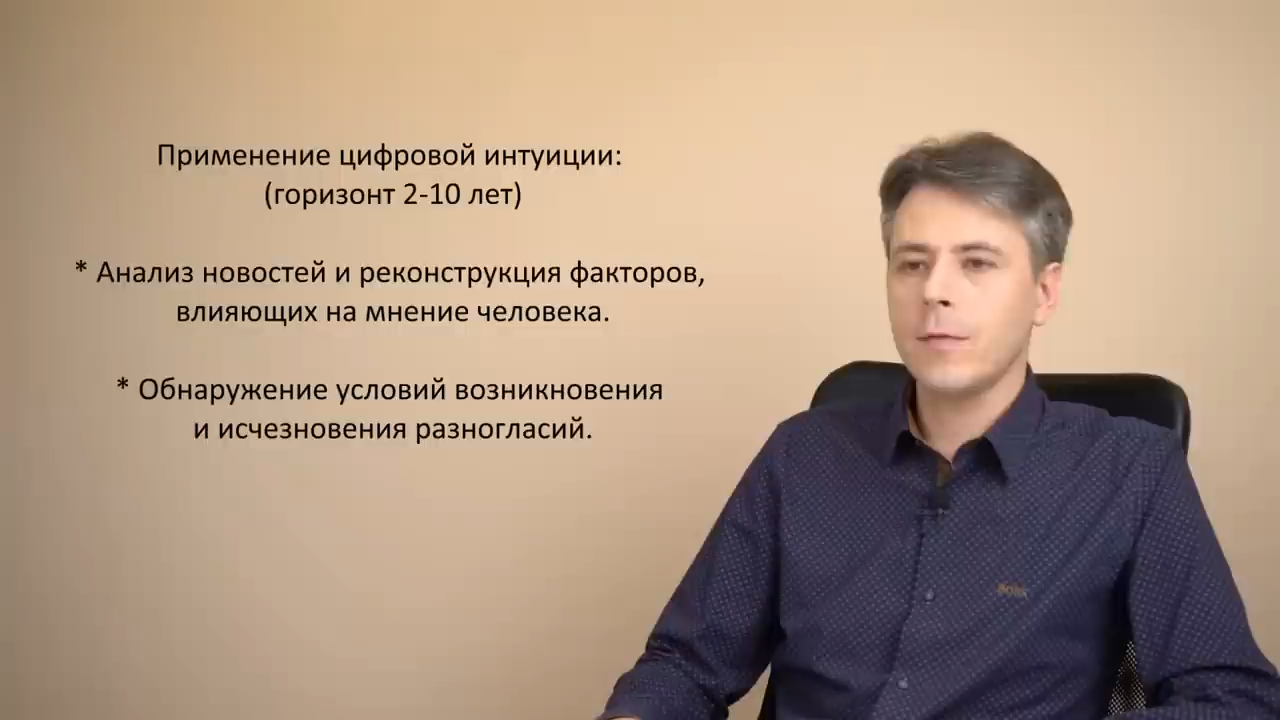 Применение цифровой интуиции:
(горизонт 2-10 лет)
* Анализ новостей и реконструкция факторов,
влияющих на мнение человека.
* Обнаружение условий возникновения
и исчезновения разногласий.